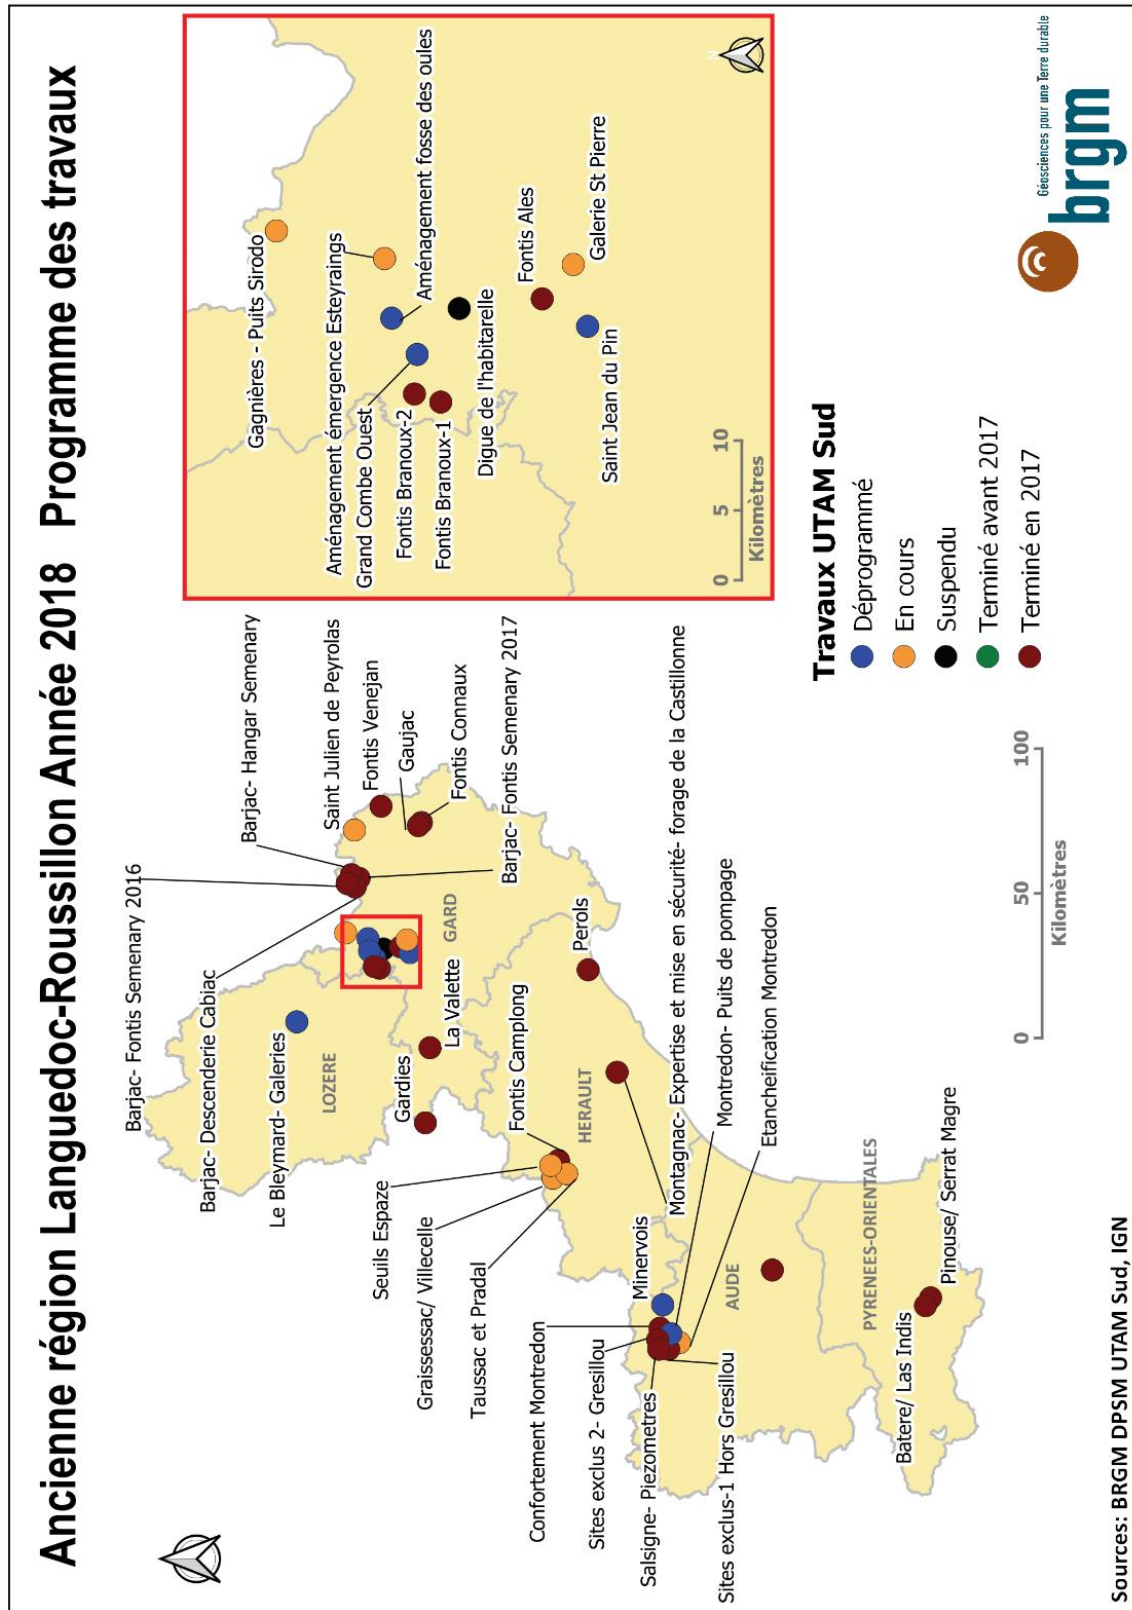 Ancienne région Languedoc-Roussillon Année 2018 Programme des travaux
Barjac- Fontis Semenary 2016
Barjac- Hangar Semenary
Barjac- Descenderie Cabiac
Saint Julien de Peyrolas
Fontis Venejan
Gaujac
Fontis Connaux
Barjac- Fontis Semenary 2017
Le Bleymard- Galeries
LOZERE
GARD
Gardies
La Valette
Perols
Fontis Camplong
HERAULT
Seuils Espaze
Graissessac/ Villecelle
Taussac et Pradal
Montagnac- Expertise et mise en sécurité- forage de la Castillonne
Montredon- Puits de pompage
Etancheification Montredon
Minervois
Confortement Montredon
Sites exclus 2- Gresillou
Salsigne- Piezometres
Sites exclus-1 Hors Gresillou
AUDE
PYRENEES-ORIENTALES
Batere/ Las Indis
Pinouse/ Serrat Magre
0 50 100
Kilomètres
Gagnières - Puits Sirodo
Aménagement émergence Esteyraings
Aménagement fosse des oules
Grand Combe Ouest
Fontis Branoux-2
Fontis Branoux-1
Digue de l'habitarelle
Fontis Ales
Galerie St Pierre
Saint Jean du Pin
N
0 5 10
Kilomètres
Travaux UTAM Sud
Déprogrammé
En cours
Suspendu
Terminé avant 2017
Terminé en 2017
Géosciences pour une Terre durable
brgm
Sources: BRGM DPSM UTAM Sud, IGN